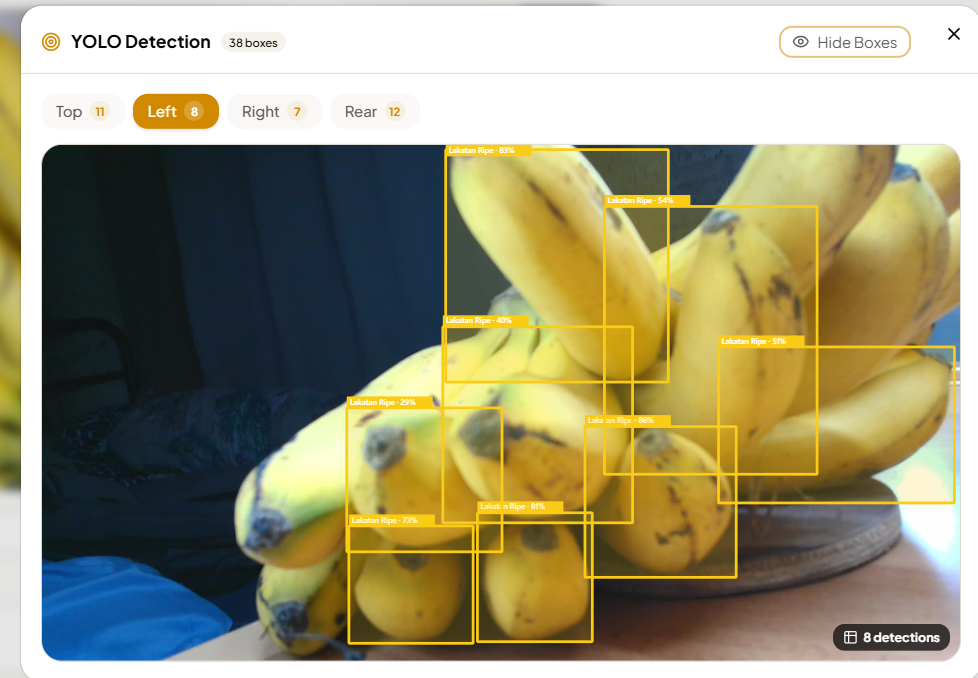 YOLO Detection 38 boxes
Hide Boxes
Top 11 Left 8 Right 7 Rear 12
Lakatan Ripe - 83%
Lakatan Ripe - 54%
Lakatan Ripe - 40%
Lakatan Ripe - 51%
Lakatan Ripe - 29%
Lakatan Ripe - 86%
Lakatan Ripe - 81%
Lakatan Ripe - 73%
8 detections